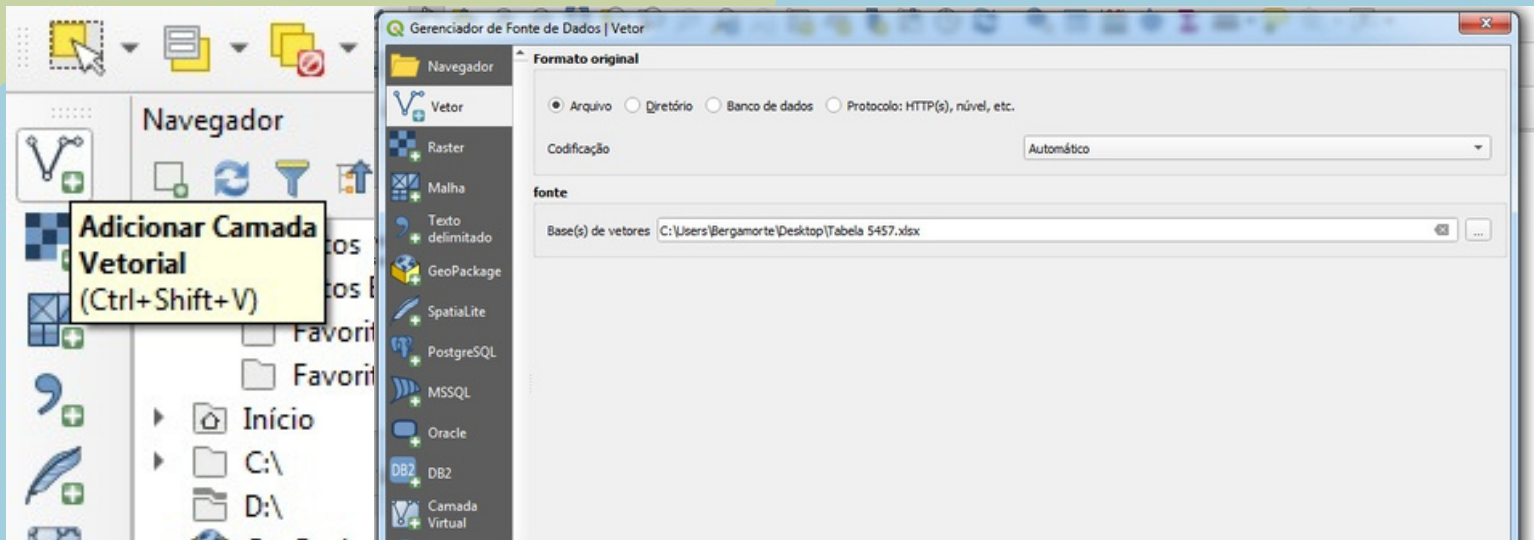 Navegador
Adicionar Camada
Vetorial
(Ctrl+Shift+V)
Início
C:\
D:\
Gerenciador de Fonte de Dados | Vetor
Navegador
Vetor
Raster
Malha
Texto
delimitado
GeoPackage
SpatiaLite
PostgreSQL
MSSQL
Oracle
DB2
DB2
Camada
Virtual
Formato original
Arquivo Diretório Banco de dados Protocolo: HTTP(s), núvel, etc.
Codificação Automático
fonte
Base(s) de vetores C:\Users\Bergamorte\Desktop\Tabela 5457.xlsx ...